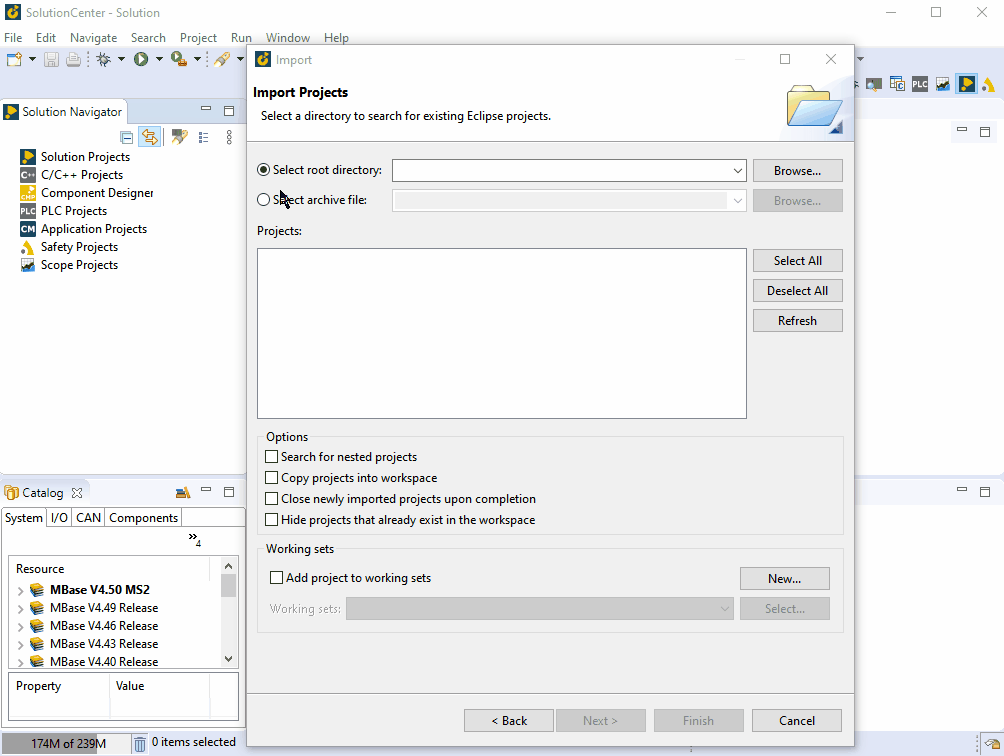 SolutionCenter - Solution
File Edit Navigate Search Project Run Window Help
Import
Import Projects
Select a directory to search for existing Eclipse projects.
PLC
Solution Navigator
Solution Projects
C++ C/C++ Projects
CMP Component Designer
PLC PLC Projects
CM Application Projects
Safety Projects
Scope Projects
Select root directory: Browse...
Select archive file: Browse...
Projects:
Select All
Deselect All
Refresh
Options
Search for nested projects
Copy projects into workspace
Close newly imported projects upon completion
Hide projects that already exist in the workspace
Working sets
Add project to working sets New...
Working sets: Select...
< Back Next > Finish Cancel
Catalog
System I/O CAN Components
»4
Resource
MBase V4.50 MS2
MBase V4.49 Release
MBase V4.46 Release
MBase V4.43 Release
MBase V4.40 Release
Property Value
174M of 239M 0 items selected